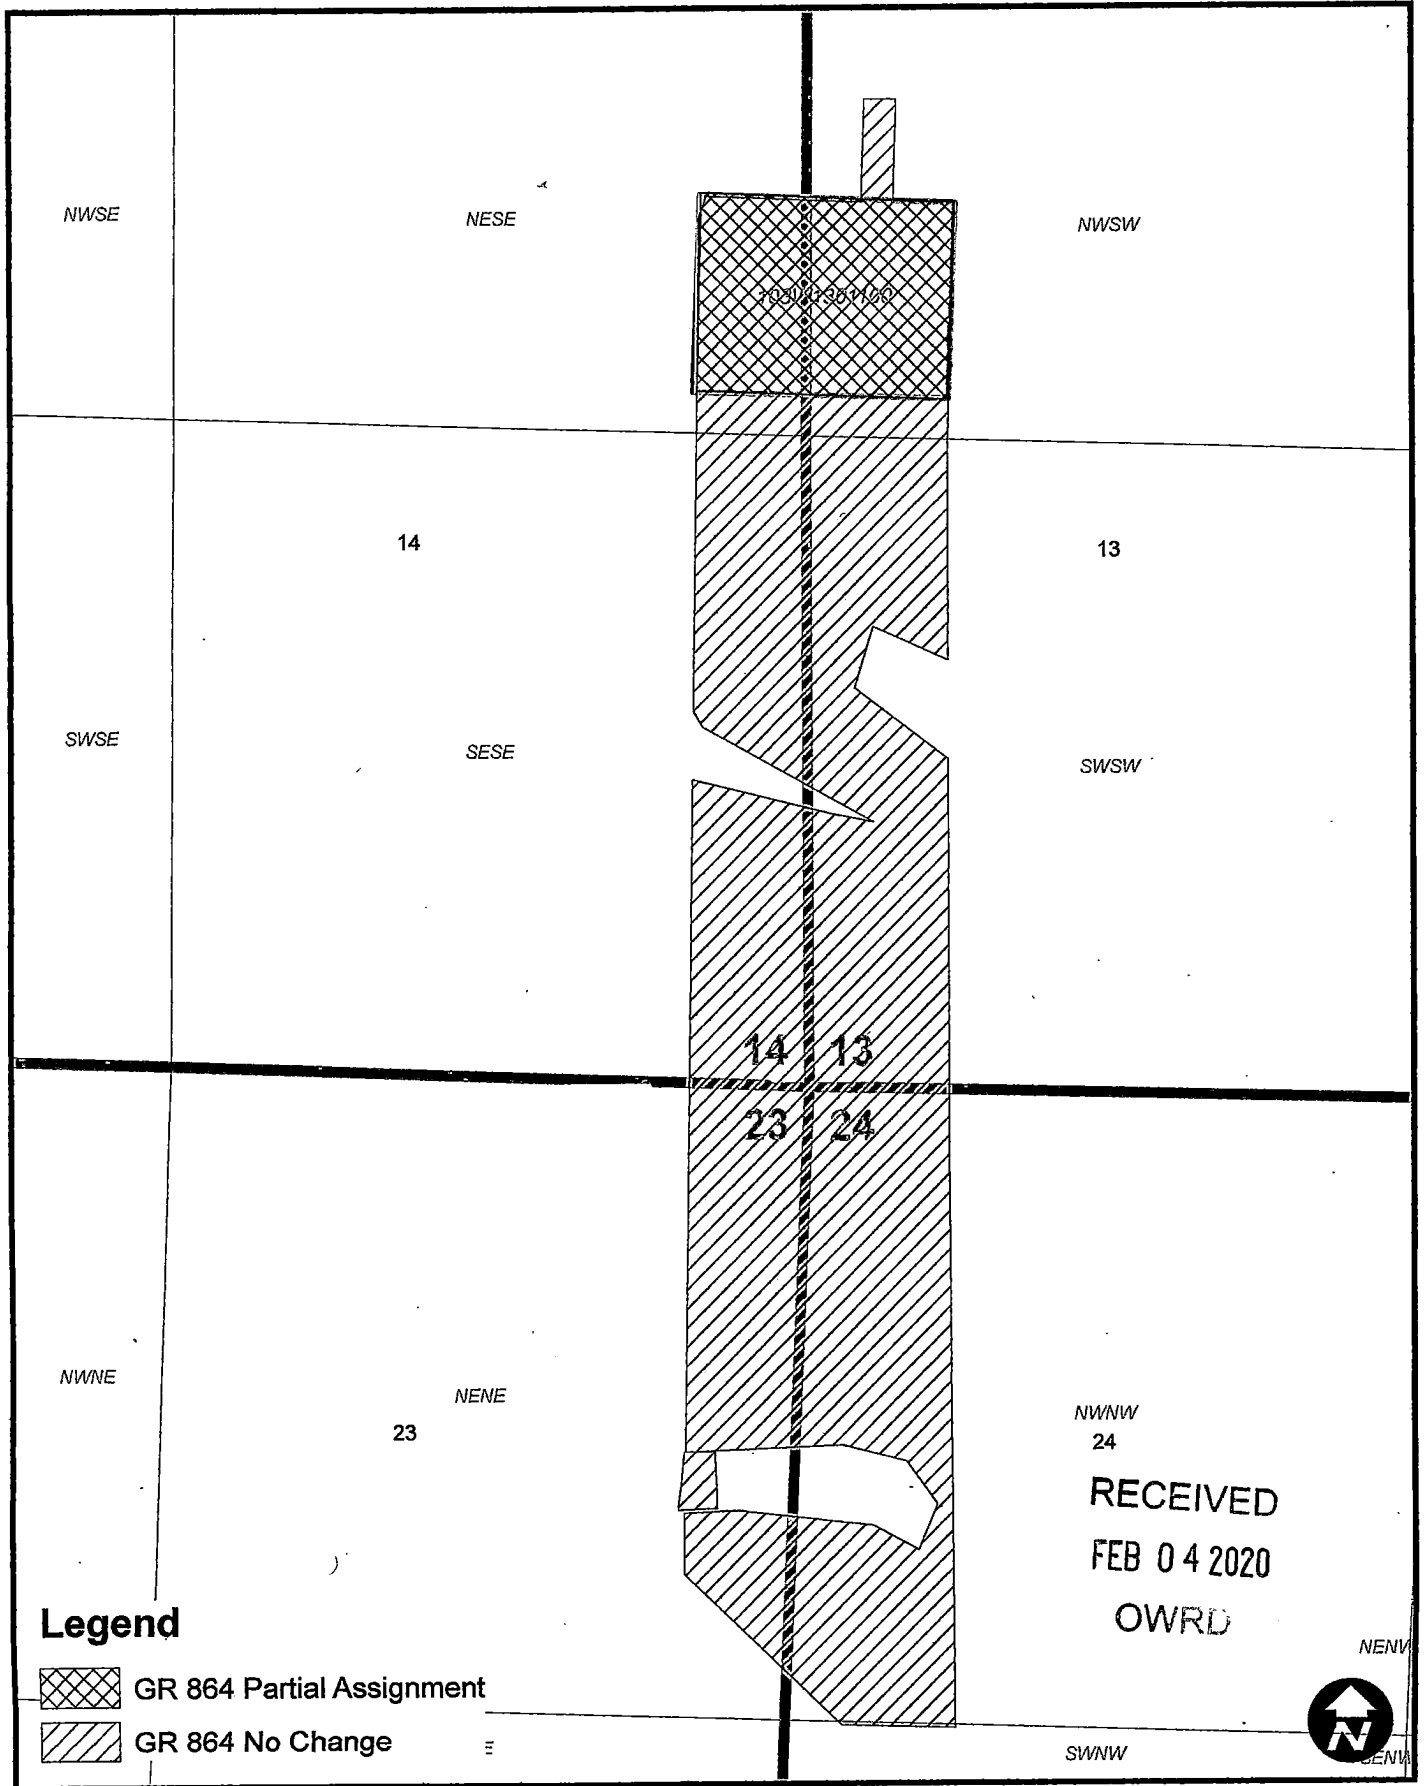 NWSE
NESE
NWSW
14
13
SWSE
SESE
SWSW
14 13
23 24
NWNE
NENE
23
NWNW
24
RECEIVED
FEB 04 2020
OWRD
Legend
GR 864 Partial Assignment
GR 864 No Change
SWNW
N